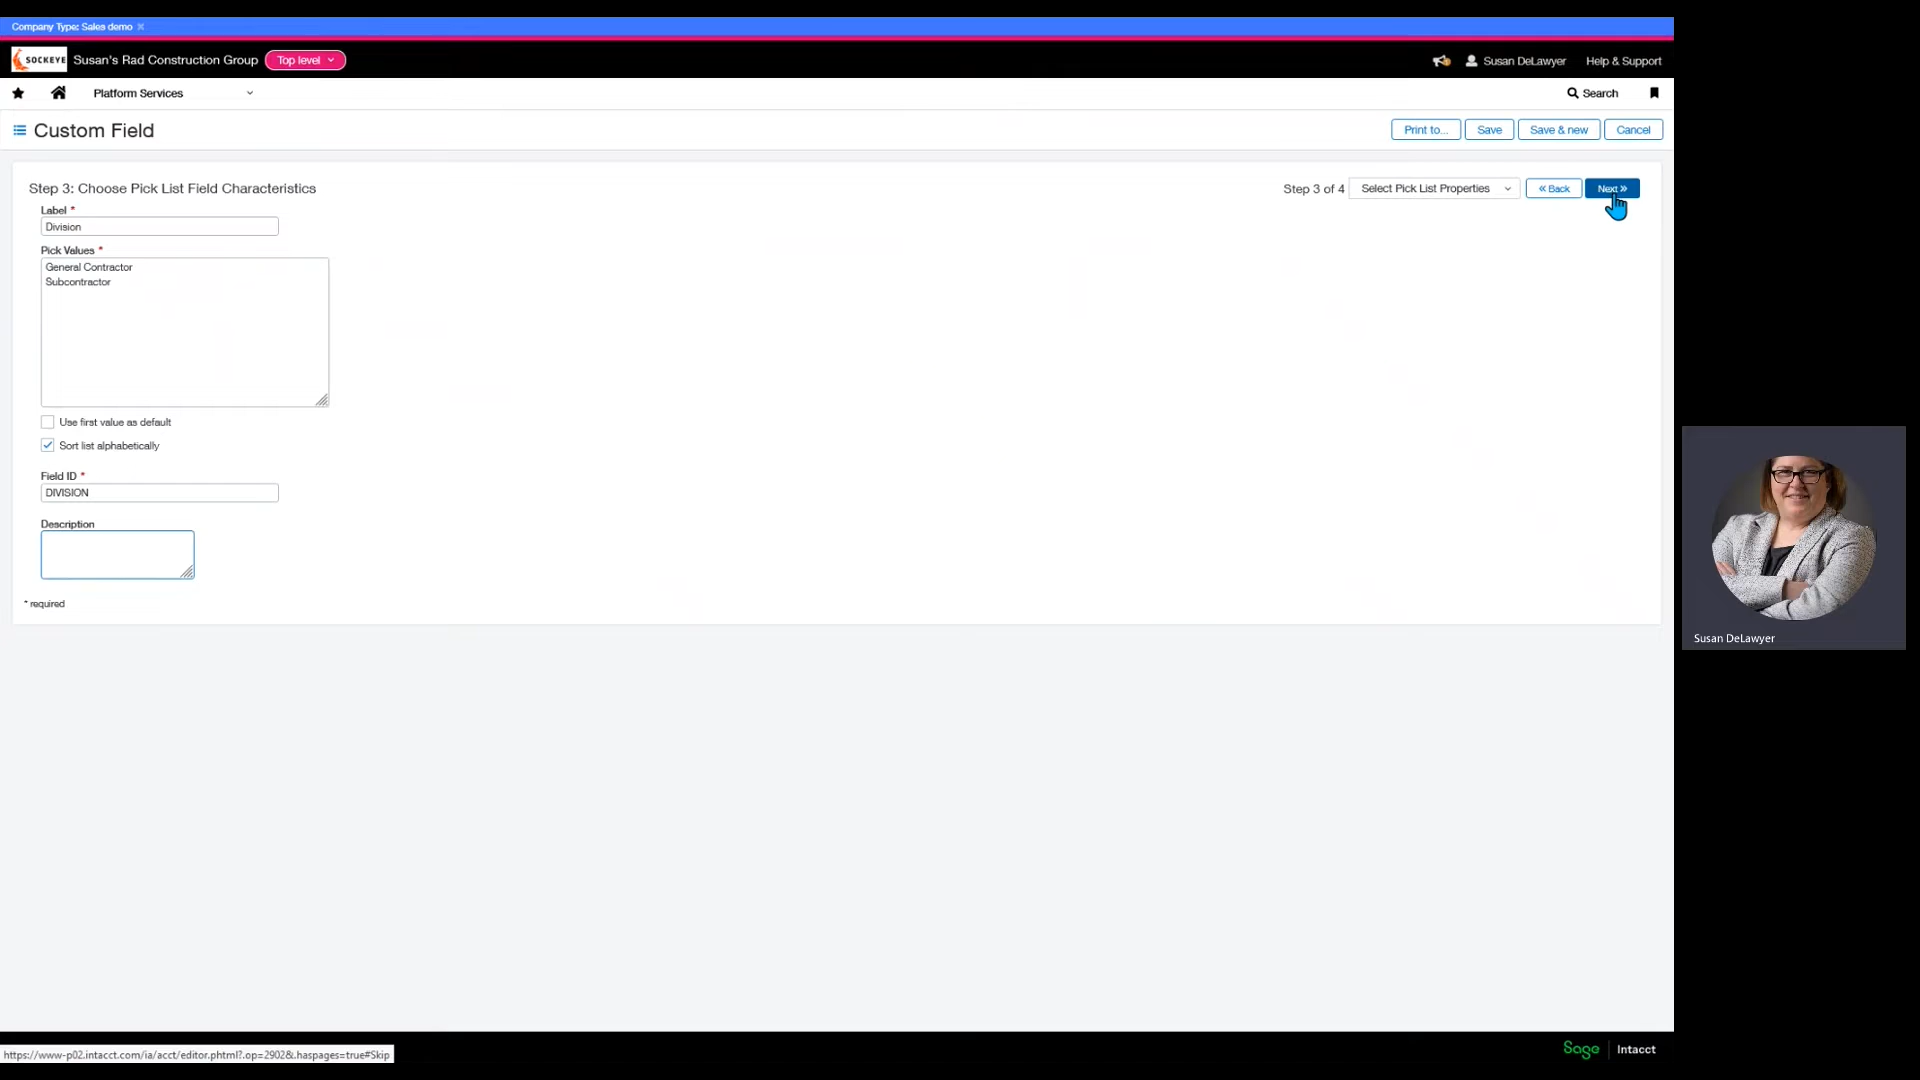 Company Type: Sales demo ×
SOCKEYE Susan's Rad Construction Group Top level
Susan DeLawyer Help & Support
Platform Services
Search
Custom Field
Print to... Save Save & new Cancel
Step 3: Choose Pick List Field Characteristics
Step 3 of 4 Select Pick List Properties « Back Next »
Label *
Division
Pick Values *
General Contractor
Subcontractor
Use first value as default
Sort list alphabetically
Field ID *
DIVISION
Description
* required
Susan DeLawyer
https://www-p02.intacct.com/ia/acct/editor.phtml?.op=2902&.haspages=true#Skip
Sage Intacct